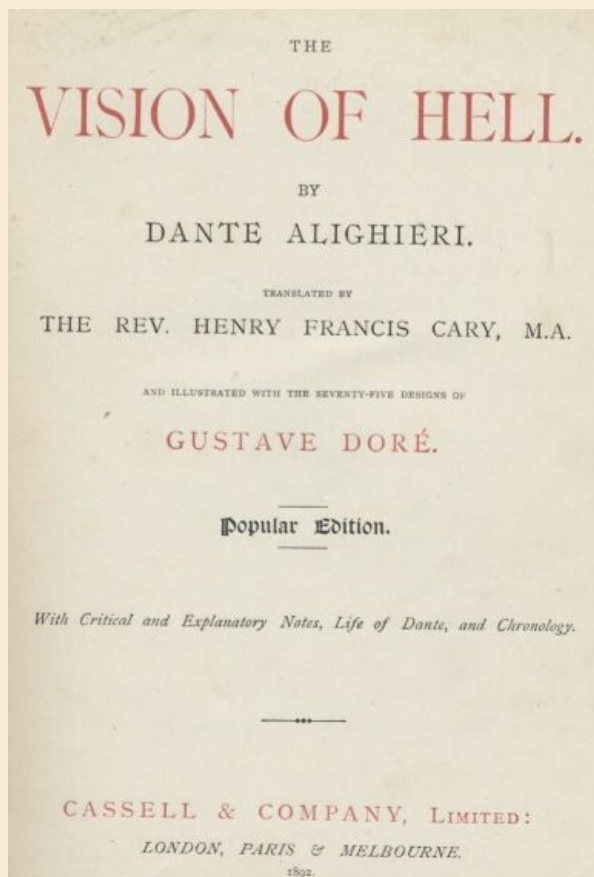 THE
VISION OF HELL.
BY
DANTE ALIGHIERI.
TRANSLATED BY
THE REV. HENRY FRANCIS CARY, M.A.
AND ILLUSTRATED WITH THE SEVENTY-FIVE DESIGNS OF
GUSTAVE DORÉ.
Popular Edition.
With Critical and Explanatory Notes, Life of Dante, and Chronology.
CASSELL & COMPANY, LIMITED:
LONDON, PARIS & MELBOURNE.
1892.